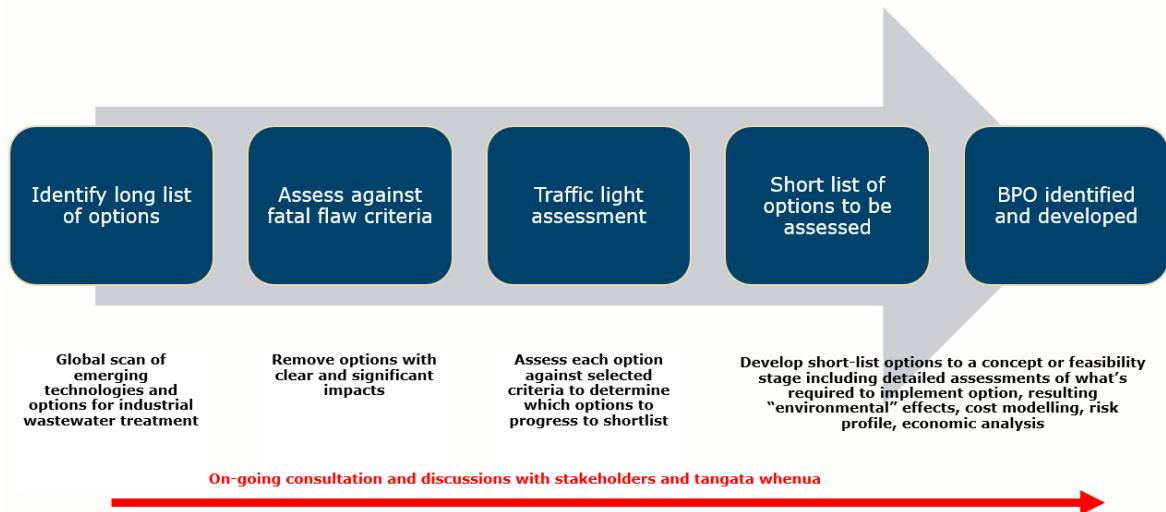 Identify long list
of options
Assess against
fatal flaw criteria
Traffic light
assessment
Short list of
options to be
assessed
BPO identified
and developed
Global scan of
emerging
technologies and
options for industrial
wastewater treatment
Remove options with
clear and significant
impacts
Assess each option
against selected
criteria to determine
which options to
progress to shortlist
Develop short-list options to a concept or feasibility
stage including detailed assessments of what’s
required to implement option, resulting
“environmental” effects, cost modelling, risk
profile, economic analysis
On-going consultation and discussions with stakeholders and tangata whenua